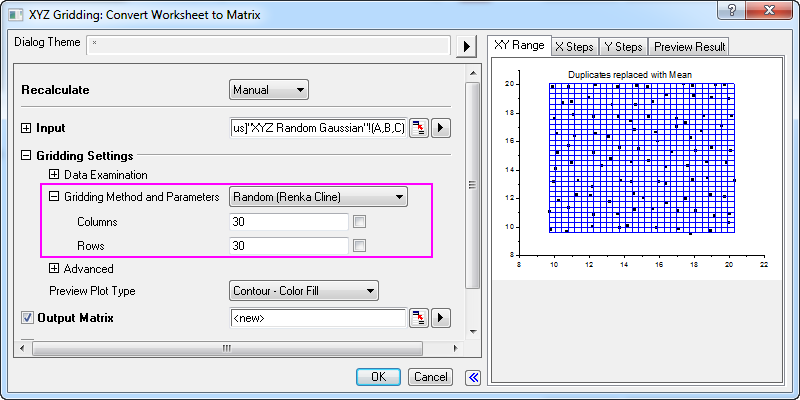 XYZ Gridding: Convert Worksheet to Matrix
Dialog Theme *
Recalculate Manual
Input us]"XYZ Random Gaussian"!(A,B,C)
Gridding Settings
Data Examination
Gridding Method and Parameters Random (Renka Cline)
Columns 30
Rows 30
Advanced
Preview Plot Type Contour - Color Fill
Output Matrix <new>
OK Cancel
XY Range X Steps Y Steps Preview Result
Duplicates replaced with Mean
20
18
16
14
12
10
8
8 10 12 14 16 18 20 22